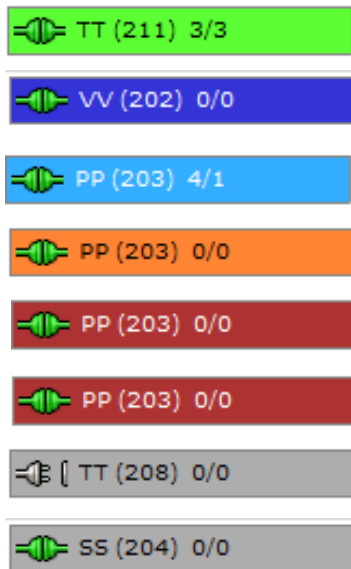 TT (211) 3/3
VV (202) 0/0
PP (203) 4/1
PP (203) 0/0
PP (203) 0/0
PP (203) 0/0
TT (208) 0/0
SS (204) 0/0